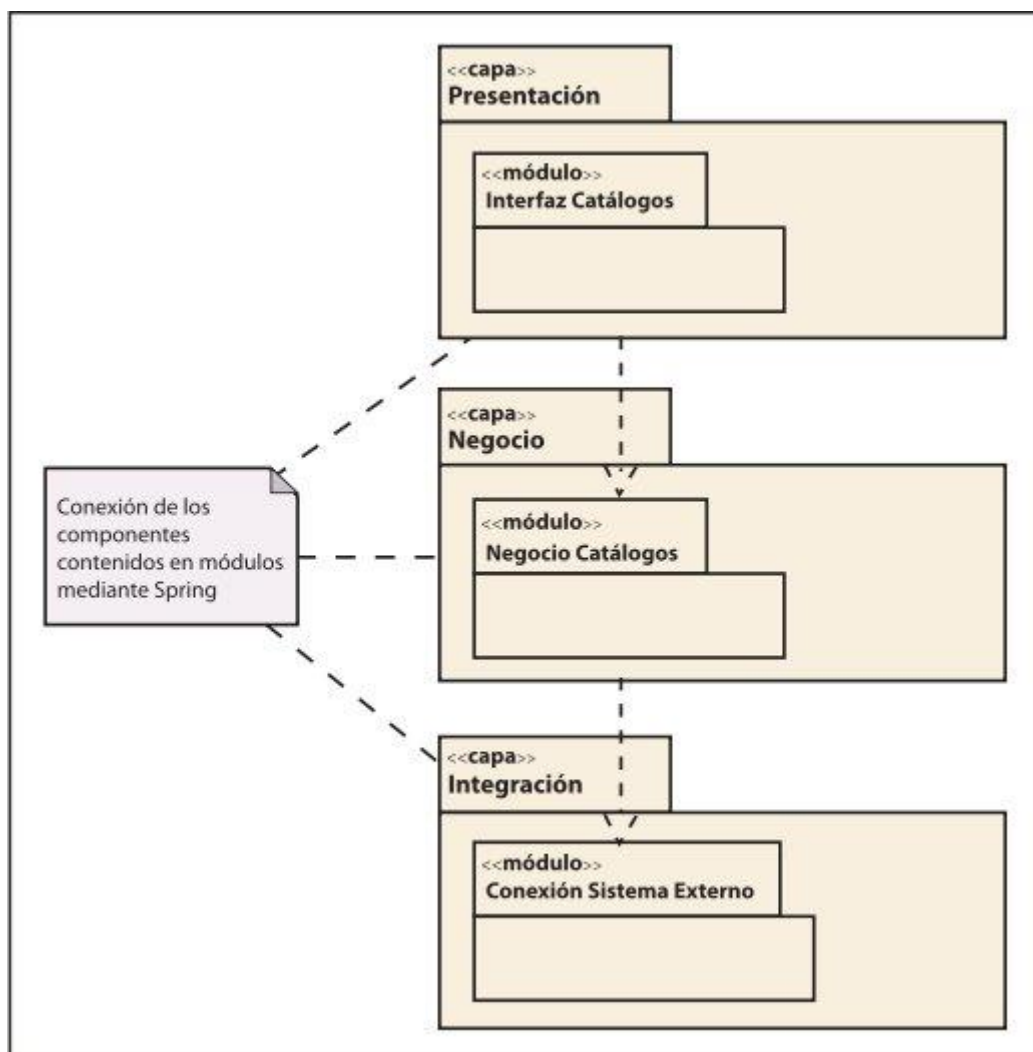 <<capa>>
Presentación
<<módulo>>
Interfaz Catálogos
<<capa>>
Negocio
<<módulo>>
Negocio Catálogos
Conexión de los
componentes
contenidos en módulos
mediante Spring
<<capa>>
Integración
<<módulo>>
Conexión Sistema Externo